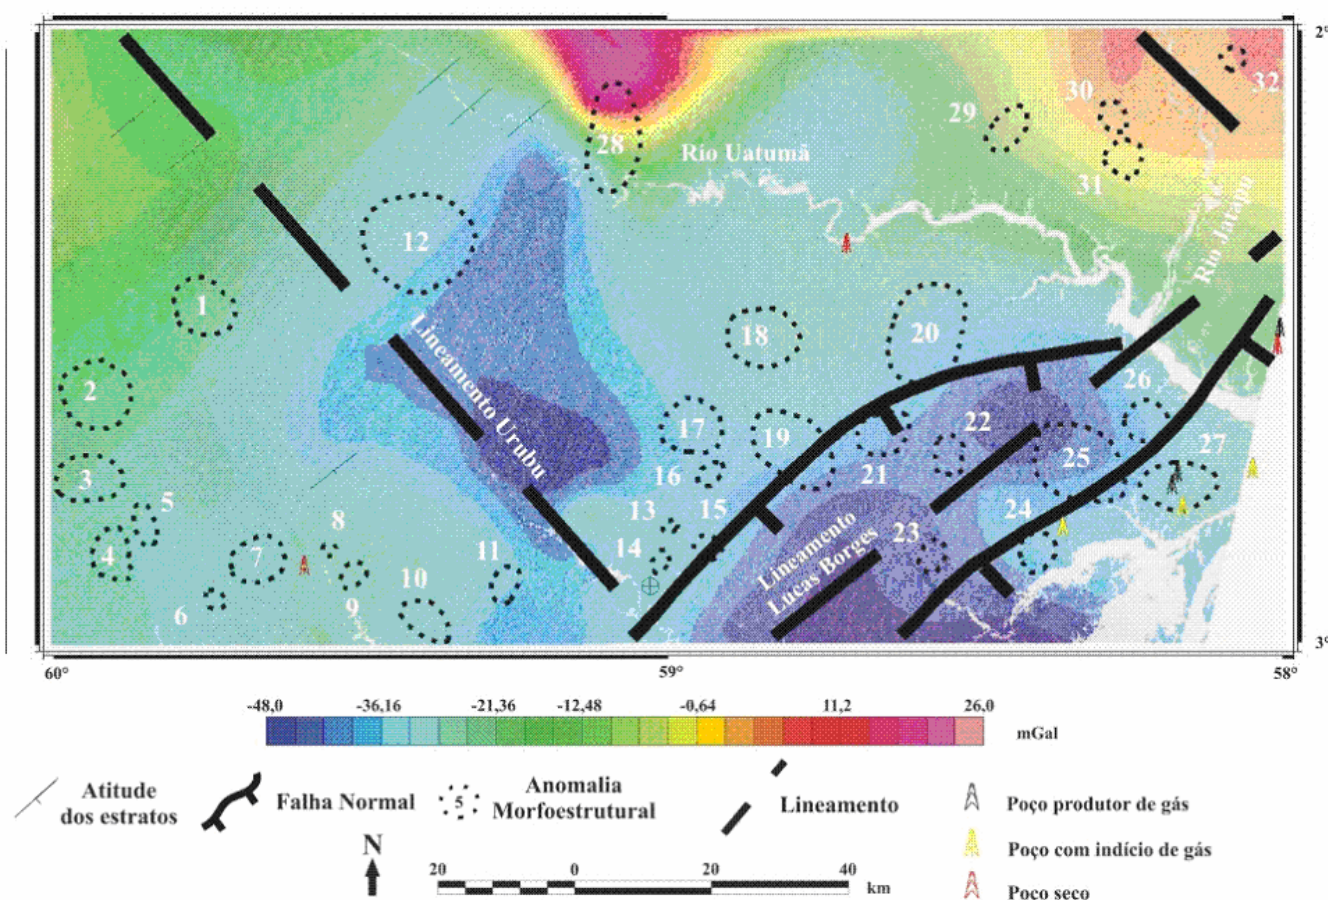 2°
32
30
29
28
Rio Uatumã
31
Rio Jatapu
12
1
Lineamento Urubu
18
20
2
26
17
19
22
27
3
16
21
25
5
13
15
24
8
23
Lineamento
Lucas Borges
4
7
11
14
10
6
9
3°
60°
59°
58°
-48,0 -36,16 -21,36 -12,48 -0,64 11,2 26,0
mGal
Atitude
dos estratos
Falha Normal
5
Anomalia
Morfoestrutural
Lineamento
Poço produtor de gás
Poço com indício de gás
Poço seco
N
20 0 20 40
km